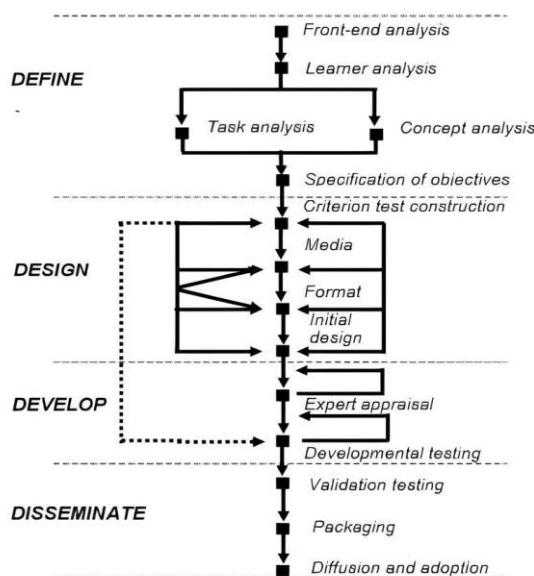 Front-end analysis
Learner analysis
DEFINE
Task analysis
Concept analysis
Specification of objectives
Criterion test construction
Media
DESIGN
Format
Initial
design
DEVELOP
Expert appraisal
Developmental testing
Validation testing
DISSEMINATE
Packaging
Diffusion and adoption